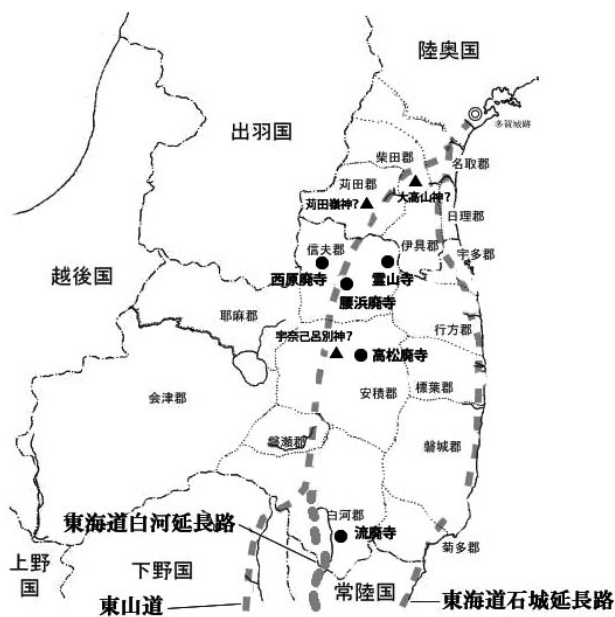 陸奥国
多賀城路
出羽国
柴田郡
名取郡
苅田郡
苅田嶺神?
大高山神?
日理郡
信夫郡
伊具郡
宇多郡
越後国
西原廃寺
霊山寺
腰浜廃寺
耶麻郡
行方郡
宇奈己呂別神?
高松廃寺
会津郡
安積郡
標葉郡
磐瀬郡
磐城郡
白河郡
東海道白河延長路
流廃寺
菊多郡
上野
国
下野国
常陸国
東山道
東海道石城延長路